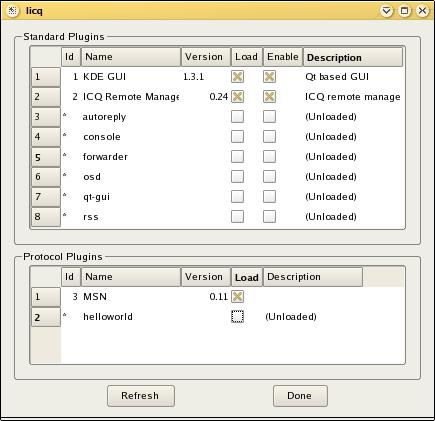 licq
Standard Plugins
Id Name Version Load Enable Description
1 1 KDE GUI 1.3.1 Qt based GUI
2 2 ICQ Remote Manage 0.24 ICQ remote manage
3 * autoreply (Unloaded)
4 * console (Unloaded)
5 * forwarder (Unloaded)
6 * osd (Unloaded)
7 * qt-gui (Unloaded)
8 * rss (Unloaded)
Protocol Plugins
Id Name Version Load Description
1 3 MSN 0.11
2 * helloworld (Unloaded)
Refresh Done